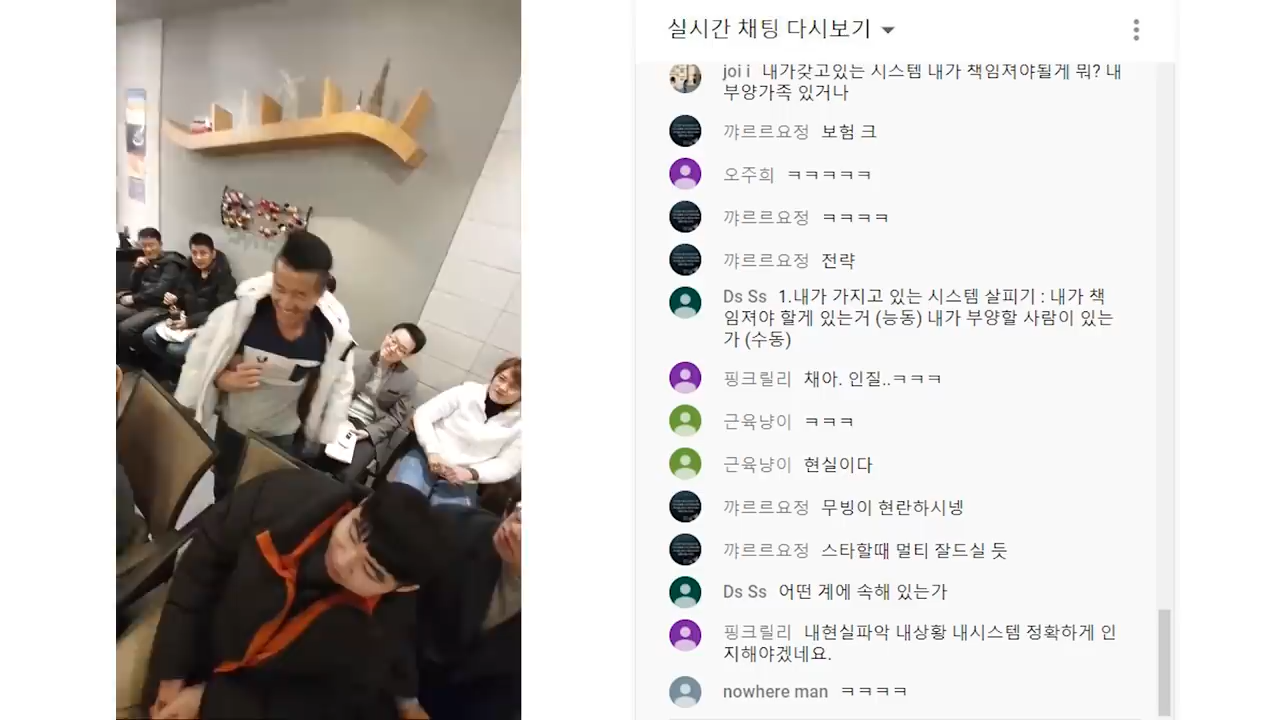 실시간 채팅 다시보기
joi i 내가갖고있는 시스템 내가 책임져야될게 뭐? 내
부양가족 있거나
꺄르르요정 보험 크
오주희 ㅋㅋㅋㅋㅋ
꺄르르요정 ㅋㅋㅋㅋ
꺄르르요정 전략
Ds Ss 1.내가 가지고 있는 시스템 살피기 : 내가 책
임져야 할게 있는거 (능동) 내가 부양할 사람이 있는
가 (수동)
핑크릴리 채아. 인질..ㅋㅋㅋ
근육냥이 ㅋㅋㅋ
근육냥이 현실이다
꺄르르요정 무빙이 현란하시넹
꺄르르요정 스타할때 멀티 잘드실 듯
Ds Ss 어떤 계에 속해 있는가
핑크릴리 내현실파악 내상황 내시스템 정확하게 인
지해야겠네요.
nowhere man ㅋㅋㅋㅋ